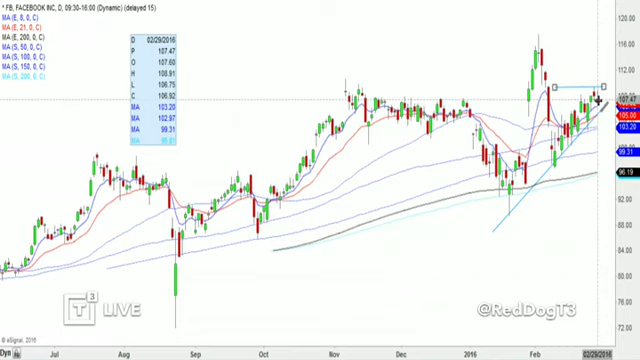 * FB, FACEBOOK INC, D, 09:30-16:00 (Dynamic) (delayed 15)
MA (E, 8, 0, C)
MA (E, 21, 0, C)
MA (E, 200, 0, C)
MA (S, 50, 0, C)
MA (S, 100, 0, C)
MA (S, 150, 0, C)
MA (S, 200, 0, C)
D 02/29/2016
P 107.47
O 107.60
H 108.91
L 106.75
C 106.92
MA 103.20
MA 102.97
MA 99.31
MA
120.00
116.00
112.00
107.47
105.00
103.20
100.00
99.31
96.19
92.00
88.00
84.00
80.00
76.00
72.00
T3 LIVE
@RedDogT3
© eSignal, 2016
Dyn Jul Aug Sep Oct Nov Dec 2016 Feb 02/29/2016